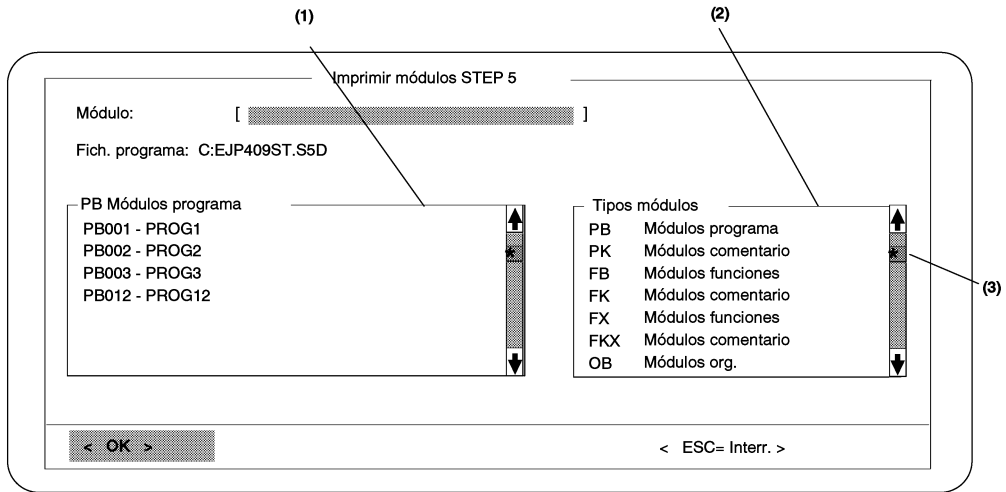 (1)
(2)
Imprimir módulos STEP 5
Módulo: [ ]
Fich. programa: C:EJP409ST.S5D
PB Módulos programa
PB001 - PROG1
PB002 - PROG2
PB003 - PROG3
PB012 - PROG12
*
Tipos módulos
PB Módulos programa
PK Módulos comentario
FB Módulos funciones
FK Módulos comentario
FX Módulos funciones
FKX Módulos comentario
OB Módulos org.
*
(3)
< OK >
< ESC= Interr. >